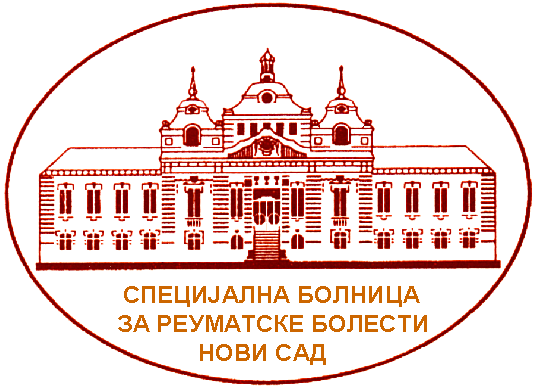 СПЕЦИЈАЛНА БОЛНИЦА
ЗА РЕУМАТСКЕ БОЛЕСТИ
НОВИ САД